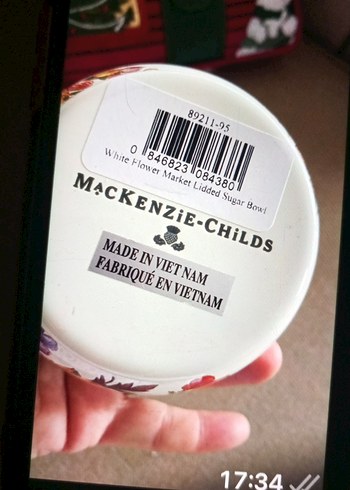 89211-95
0 846823 084380
White Flower Market Lidded Sugar Bowl
MACKENZiE-CHiLDS
MADE IN VIET NAM
FABRIQUÉ EN VIETNAM
17:34